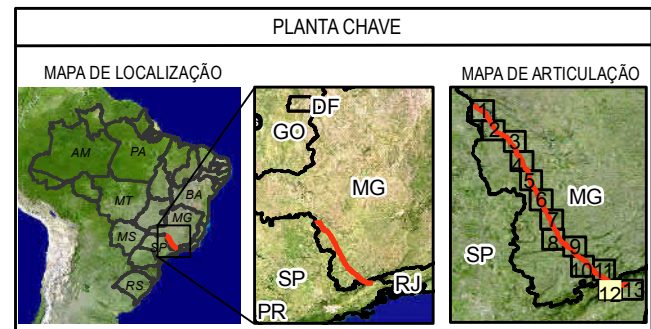 PLANTA CHAVE
MAPA DE LOCALIZAÇÃO
AM
PA
MT
BA
MG
MS
SP
RS
DF
GO
MG
SP
RJ
PR
MAPA DE ARTICULAÇÃO
1
2
3
4
5
6
7
8
9
10
11
12
13
MG
SP